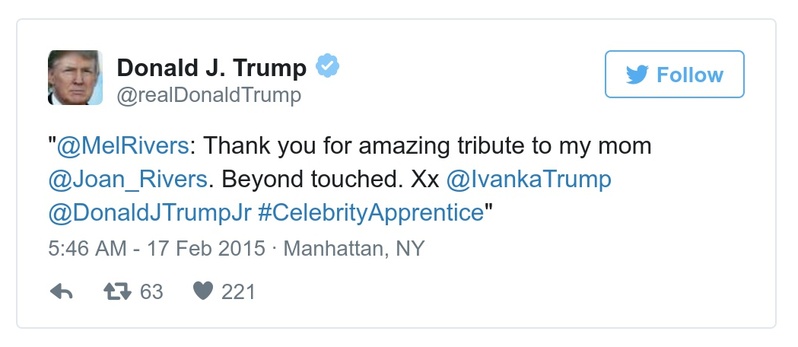 Donald J. Trump
@realDonaldTrump
Follow
"@MelRivers: Thank you for amazing tribute to my mom
@Joan_Rivers. Beyond touched. Xx @IvankaTrump
@DonaldJTrumpJr #CelebrityApprentice"
5:46 AM - 17 Feb 2015 · Manhattan, NY
63 221